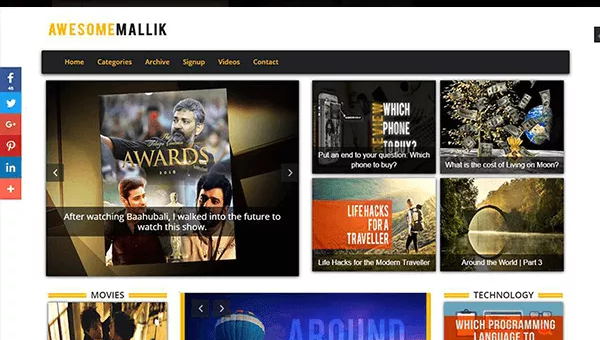 AWESOMEMALLIK
Home Categories Archive Signup Videos Contact
48
AWARDS
2016
After watching Baahubali, I walked into the future to
watch this show.
WHICH
PHONE
TO BUY?
Put an end to your question. Which
phone to buy?
What is the cost of Living on Moon?
LIFE HACKS
FOR A
TRAVELLER
Life Hacks for the Modern Traveller
Around the World | Part 3
MOVIES
AROUND
TECHNOLOGY
WHICH PROGRAMMING
LANGUAGE TO